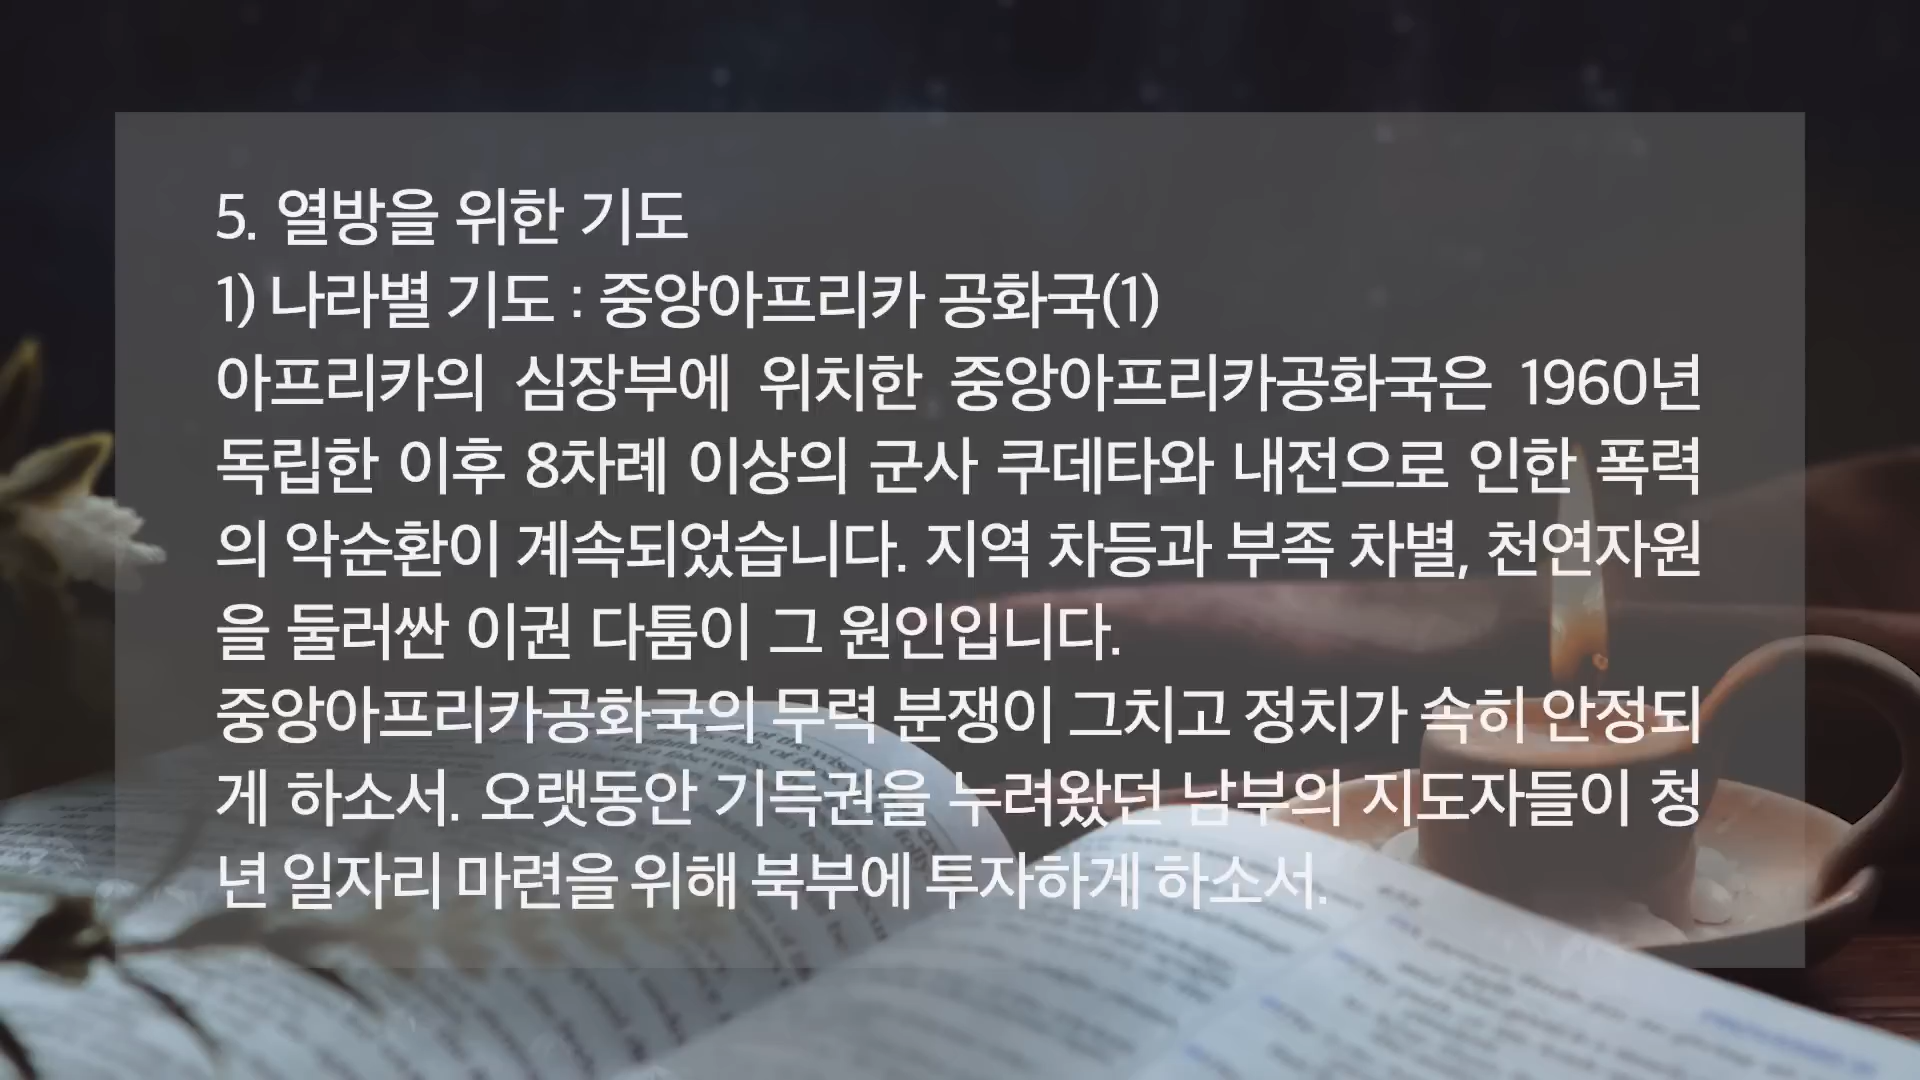 5. 열방을 위한 기도
1) 나라별 기도 : 중앙아프리카 공화국(1)
아프리카의 심장부에 위치한 중앙아프리카공화국은 1960년
독립한 이후 8차례 이상의 군사 쿠데타와 내전으로 인한 폭력
의 악순환이 계속되었습니다. 지역 차등과 부족 차별, 천연자원
을 둘러싼 이권 다툼이 그 원인입니다.
중앙아프리카공화국의 무력 분쟁이 그치고 정치가 속히 안정되
게 하소서. 오랫동안 기득권을 누려왔던 남부의 지도자들이 청
년 일자리 마련을 위해 북부에 투자하게 하소서.